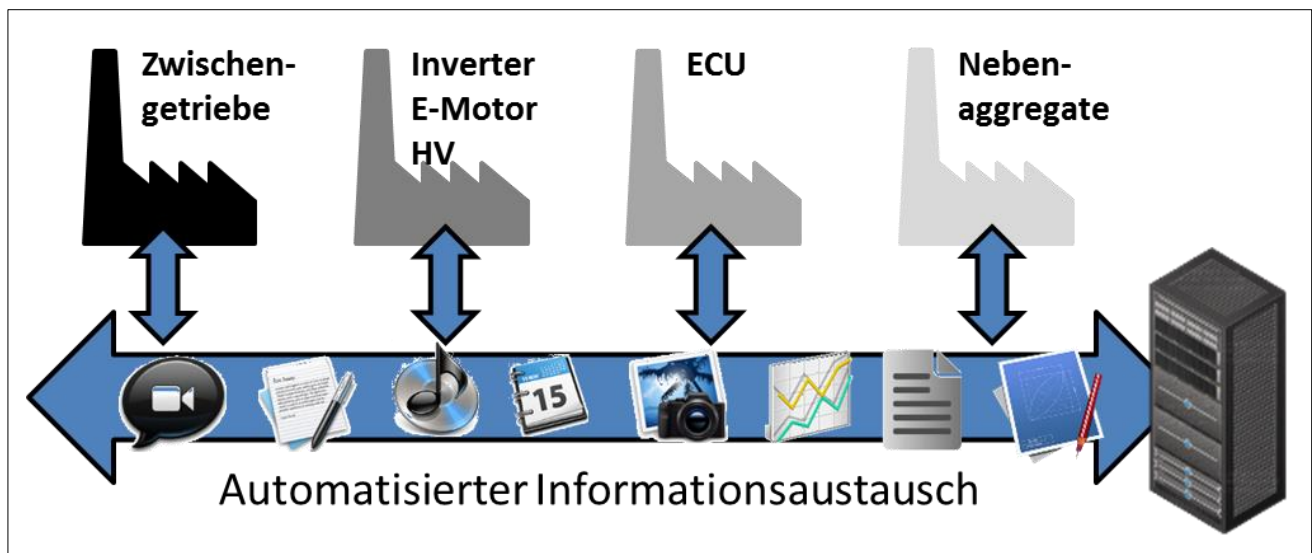 Zwischen-
getriebe
Inverter
E-Motor
HV
ECU
Neben-
aggregate
15
Automatisierter Informationsaustausch